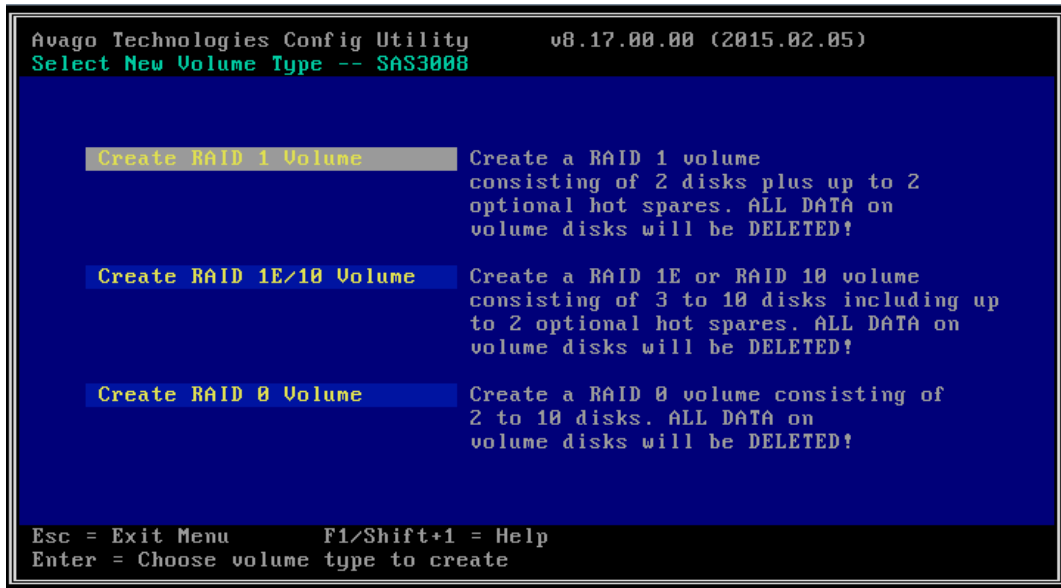 Avago Technologies Config Utility v8.17.00.00 (2015.02.05)
Select New Volume Type -- SAS3008
Create RAID 1 Volume
Create a RAID 1 volume
consisting of 2 disks plus up to 2
optional hot spares. ALL DATA on
volume disks will be DELETED!
Create RAID 1E/10 Volume
Create a RAID 1E or RAID 10 volume
consisting of 3 to 10 disks including up
to 2 optional hot spares. ALL DATA on
volume disks will be DELETED!
Create RAID 0 Volume
Create a RAID 0 volume consisting of
2 to 10 disks. ALL DATA on
volume disks will be DELETED!
Esc = Exit Menu F1/Shift+1 = Help
Enter = Choose volume type to create